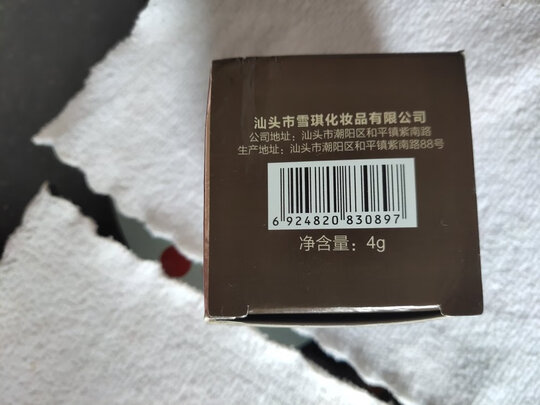 汕头市雪琪化妆品有限公司
公司地址：汕头市潮阳区和平镇紫南路
生产地址：汕头市潮阳区和平镇紫南路88号
6 924820 830897
净含量：4g